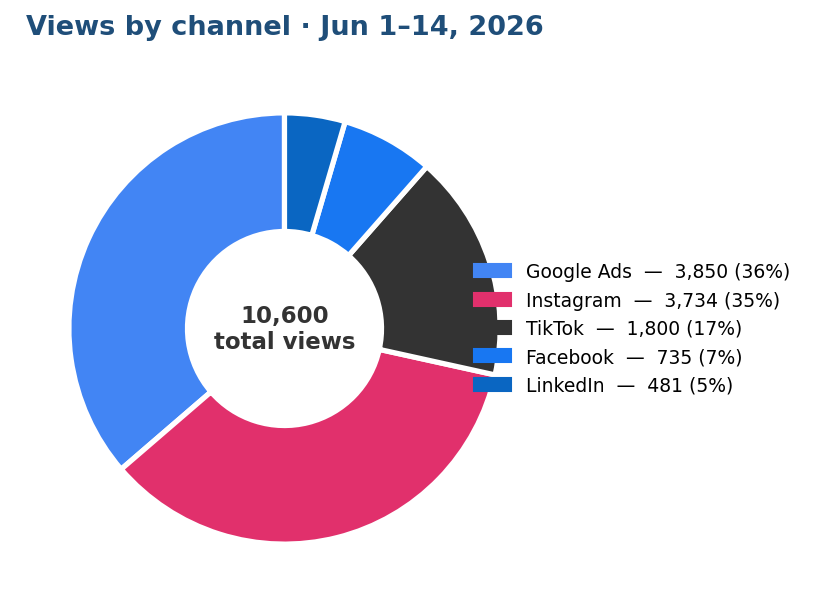 Views by channel · Jun 1–14, 2026
10,600
total views
Google Ads — 3,850 (36%)
Instagram — 3,734 (35%)
TikTok — 1,800 (17%)
Facebook — 735 (7%)
LinkedIn — 481 (5%)